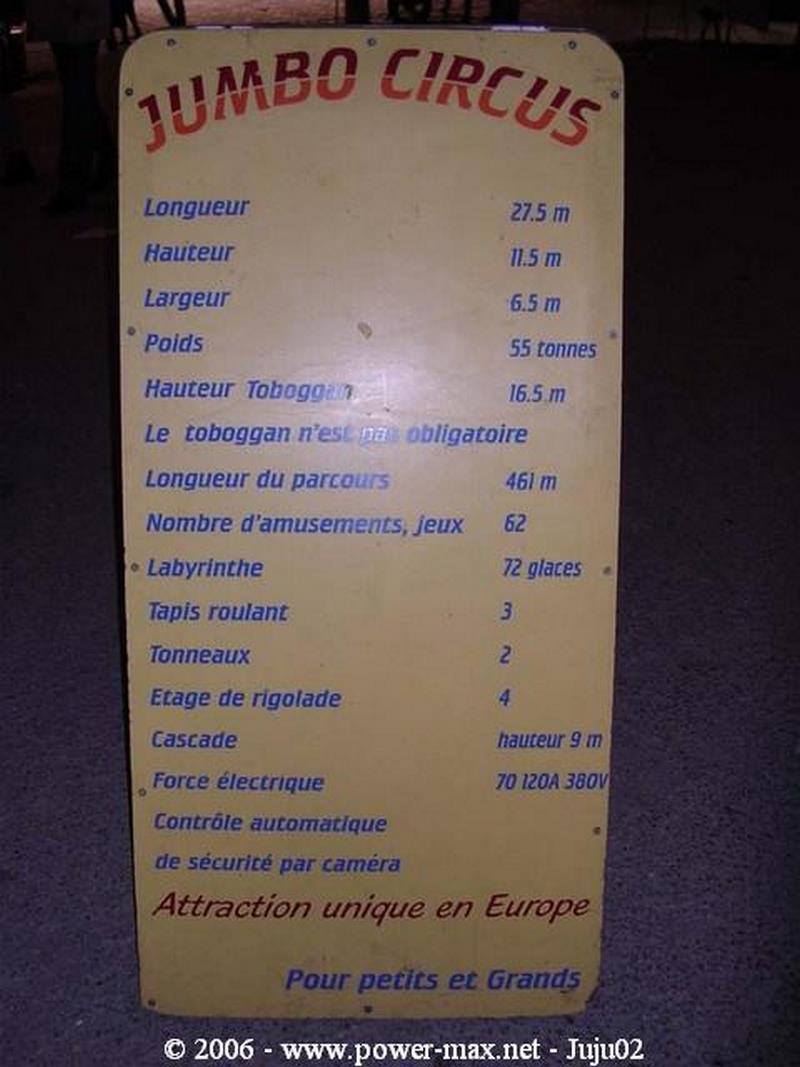 JUMBO CIRCUS
Longueur 27.5 m
Hauteur 11.5 m
Largeur 6.5 m
Poids 55 tonnes
Hauteur Toboggan 16.5 m
Le toboggan n'est pas obligatoire
Longueur du parcours 461 m
Nombre d'amusements, jeux 62
Labyrinthe 72 glaces
Tapis roulant 3
Tonneaux 2
Etage de rigolade 4
Cascade hauteur 9 m
Force électrique 70 120A 380V
Contrôle automatique
de sécurité par caméra
Attraction unique en Europe
Pour petits et Grands
© 2006 - www.power-max.net - Juju02